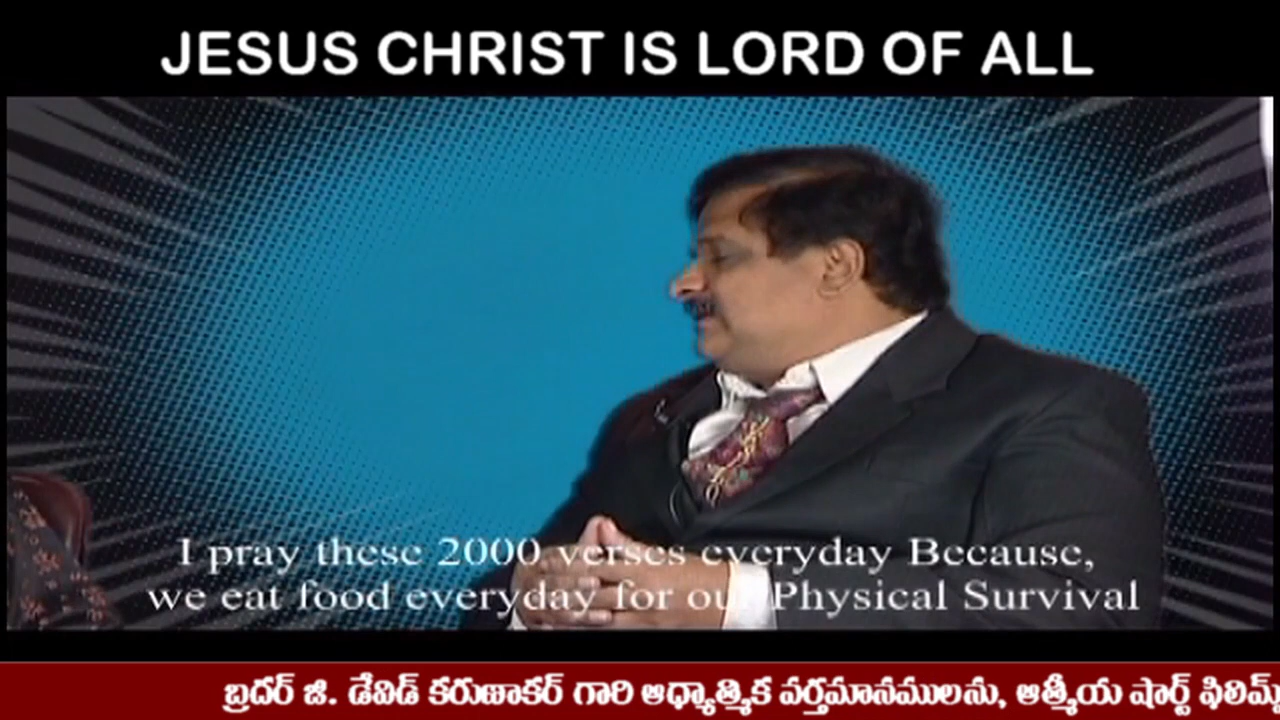 JESUS CHRIST IS LORD OF ALL
I pray these 2000 verses everyday Because,
we eat food everyday for our Physical Survival
బ్రదర్ జి. డేవిడ్ కరుణాకర్ గారి ఆధ్యాత్మిక వర్తమానములను, ఆత్మీయ షార్ట్ ఫిలిమ్స్